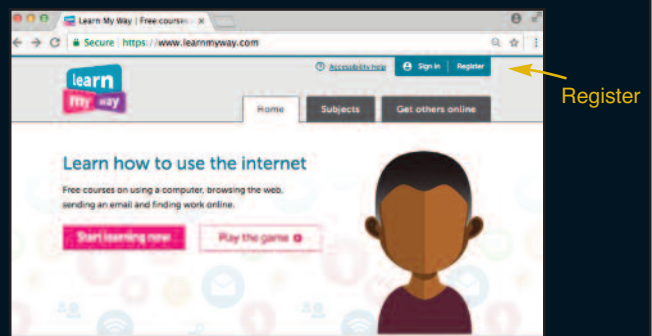 Learn My Way | Free courses
Secure https://www.learnmyway.com
Accessibility help Sign in Register
learn
my way
Home Subjects Get others online
Register
Learn how to use the internet
Free courses on using a computer, browsing the web,
sending an email and finding work online.
Start learning now Play the game